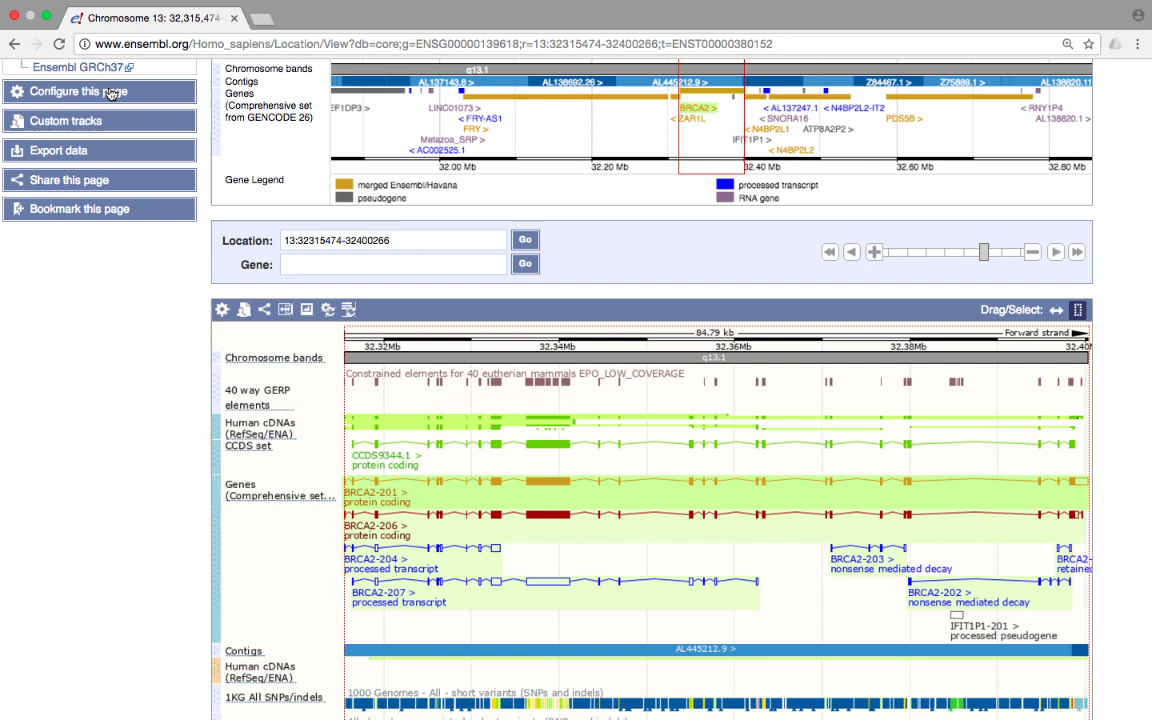 Chromosome 13: 32,315,474-
www.ensembl.org/Homo_sapiens/Location/View?db=core;g=ENSG00000139618;r=13:32315474-32400266;t=ENST00000380152
Ensembl GRCh37
Configure this page
Custom tracks
Export data
Share this page
Bookmark this page
Chromosome bands
q13.1
Contigs
AL137143.8 > AL138692.26 > AL445212.9 > Z84467.1 > Z75889.1 > AL138820.11
Genes
(Comprehensive set
from GENCODE 26)
EF1DP3 > LINC01073 > BRCA2 > < AL137247.1 < N4BP2L2-IT2 < RNY1P4
< FRY-AS1 < ZAR1L < SNORA16 PDS5B > AL138820.1 >
FRY > < N4BP2L1 ATP8A2P2 >
Metazoa_SRP > IFIT1P1 >
< AC002525.1 < N4BP2L2
32.00 Mb 32.20 Mb 32.40 Mb 32.60 Mb 32.80 Mb
Gene Legend
merged Ensembl/Havana processed transcript
pseudogene RNA gene
Location: 13:32315474-32400266 Go
Gene: Go
Drag/Select:
84.79 kb Forward strand
32.32Mb 32.34Mb 32.36Mb 32.38Mb 32.40
Chromosome bands q13.1
Constrained elements for 40 eutherian mammals EPO_LOW_COVERAGE
40 way GERP
elements
Human cDNAs
(RefSeq/ENA)
CCDS set
CCDS9344.1 >
protein coding
Genes
(Comprehensive set...
BRCA2-201 >
protein coding
BRCA2-206 >
protein coding
BRCA2-204 > BRCA2-203 > BRCA2-
processed transcript nonsense mediated decay retaine
BRCA2-207 > BRCA2-202 >
processed transcript nonsense mediated decay
IFIT1P1-201 >
processed pseudogene
Contigs AL445212.9 >
Human cDNAs
(RefSeq/ENA)
1000 Genomes - All - short variants (SNPs and indels)
1KG All SNPs/indels